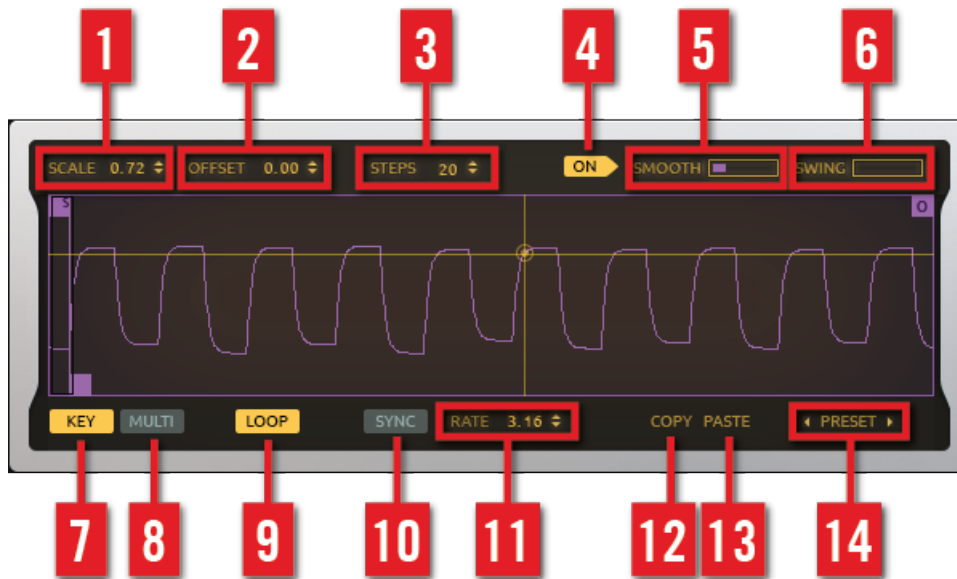 1 2 3 4 5 6
SCALE 0.72 OFFSET 0.00 STEPS 20 ON SMOOTH SWING
S O
KEY MULTI LOOP SYNC RATE 3.16 COPY PASTE PRESET
7 8 9 10 11 12 13 14